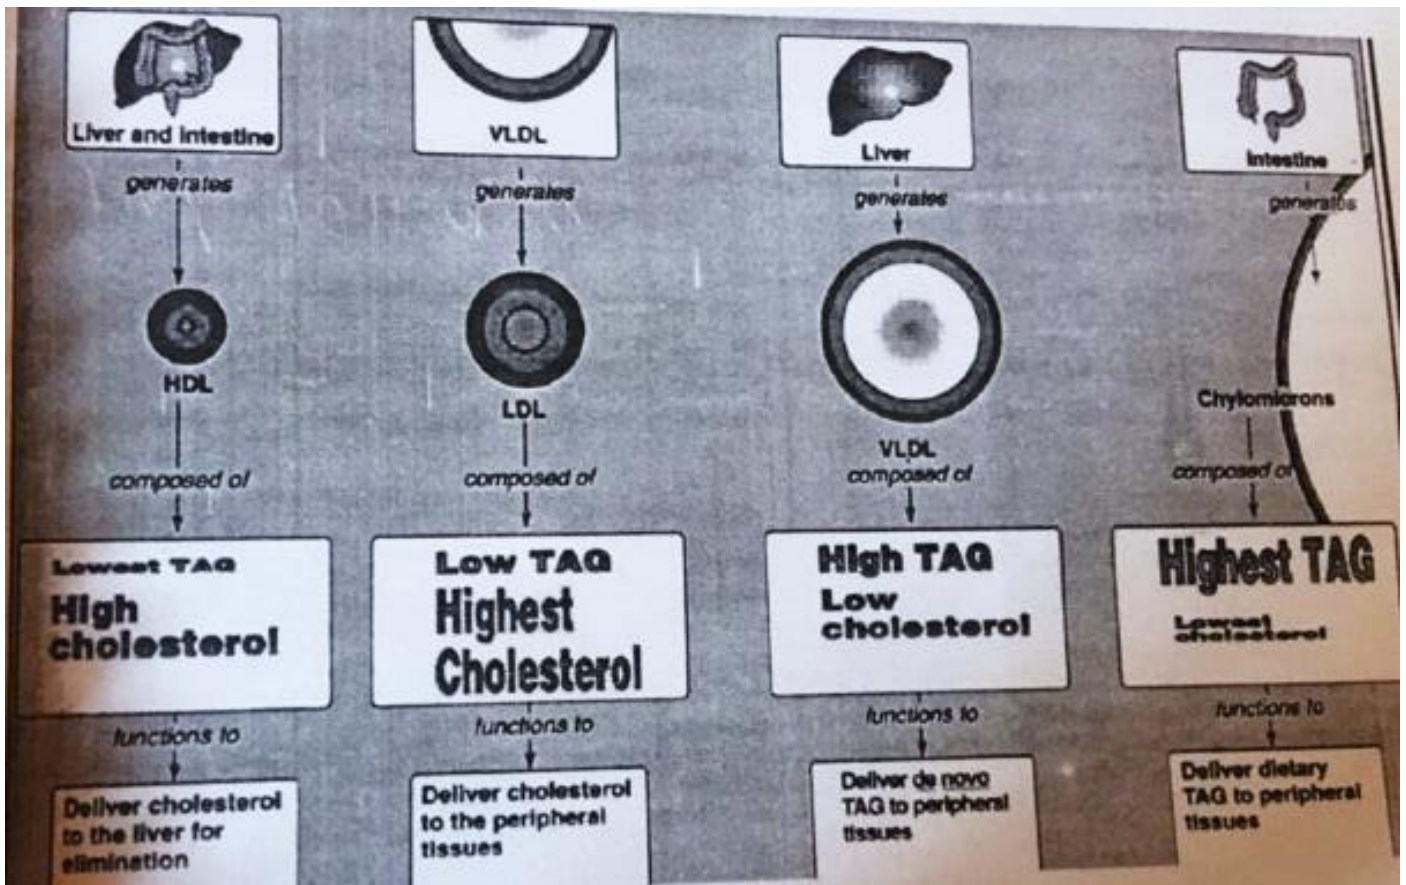 Liver and Intestine
generates
HDL
composed of
Lowest TAG
High
cholesterol
functions to
Deliver cholesterol
to the liver for
elimination
VLDL
generates
LDL
composed of
Low TAG
Highest
Cholesterol
functions to
Deliver cholesterol
to the peripheral
tissues
Liver
generates
VLDL
composed of
High TAG
Low
cholesterol
functions to
Deliver de novo
TAG to peripheral
tissues
Intestine
generates
Chylomicrons
composed of
Highest TAG
Lowest
cholesterol
functions to
Deliver dietary
TAG to peripheral
tissues